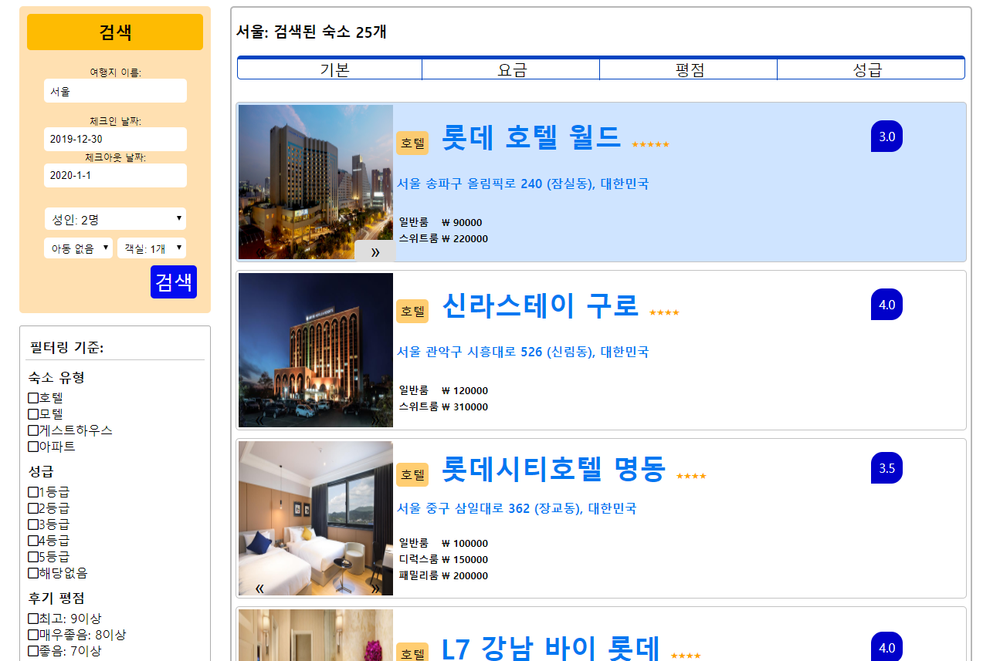 검색
여행지 이름:
서울
체크인 날짜:
2019-12-30
체크아웃 날짜:
2020-1-1
성인: 2명
아동 없음 객실: 1개
검색
필터링 기준:
숙소 유형
호텔
모텔
게스트하우스
아파트
성급
1등급
2등급
3등급
4등급
5등급
해당없음
후기 평점
최고: 9이상
매우좋음: 8이상
좋음: 7이상
서울: 검색된 숙소 25개
기본 요금 평점 성급
호텔 롯데 호텔 월드 ★★★★★ 3.0
서울 송파구 올림픽로 240 (잠실동), 대한민국
일반룸 ₩ 90000
스위트룸 ₩ 220000
»
호텔 신라스테이 구로 ★★★★ 4.0
서울 관악구 시흥대로 526 (신림동), 대한민국
일반룸 ₩ 120000
스위트룸 ₩ 310000
« »
호텔 롯데시티호텔 명동 ★★★★ 3.5
서울 중구 삼일대로 362 (장교동), 대한민국
일반룸 ₩ 100000
디럭스룸 ₩ 150000
패밀리룸 ₩ 200000
« »
호텔 L7 강남 바이 롯데 ★★★★ 4.0